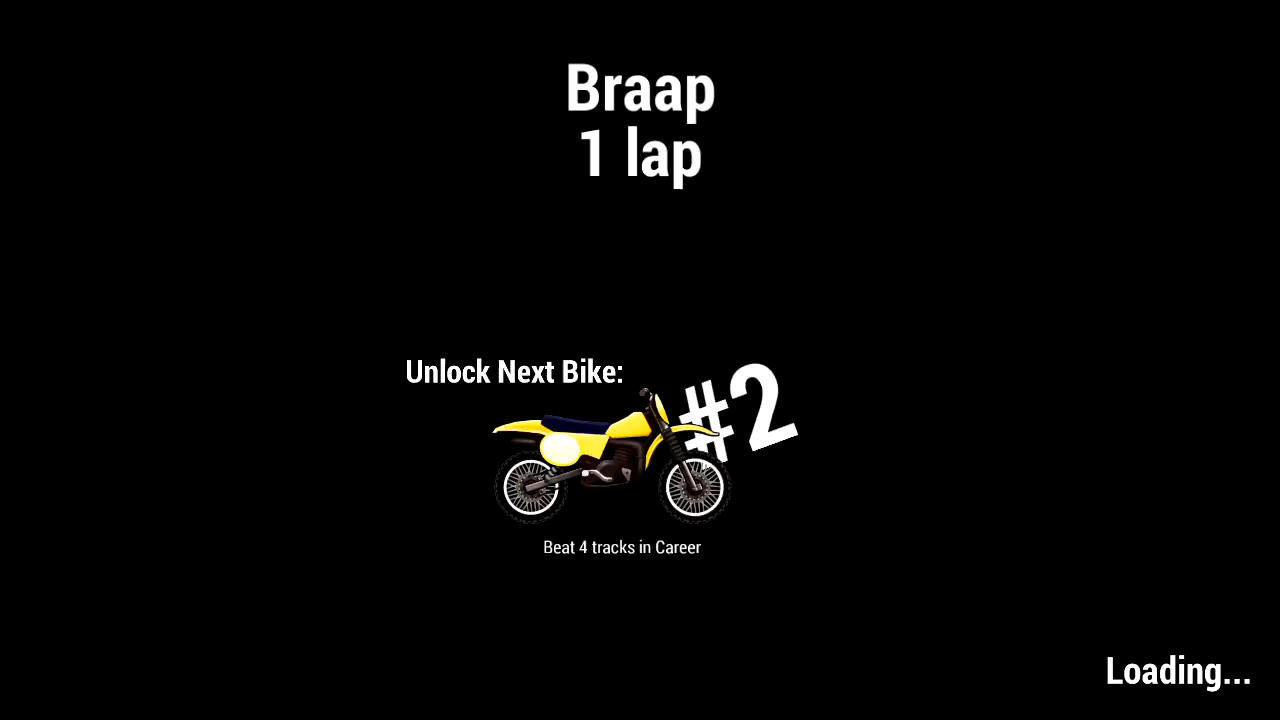 Braap
1 lap
Unlock Next Bike:
#2
Beat 4 tracks in Career
Loading...